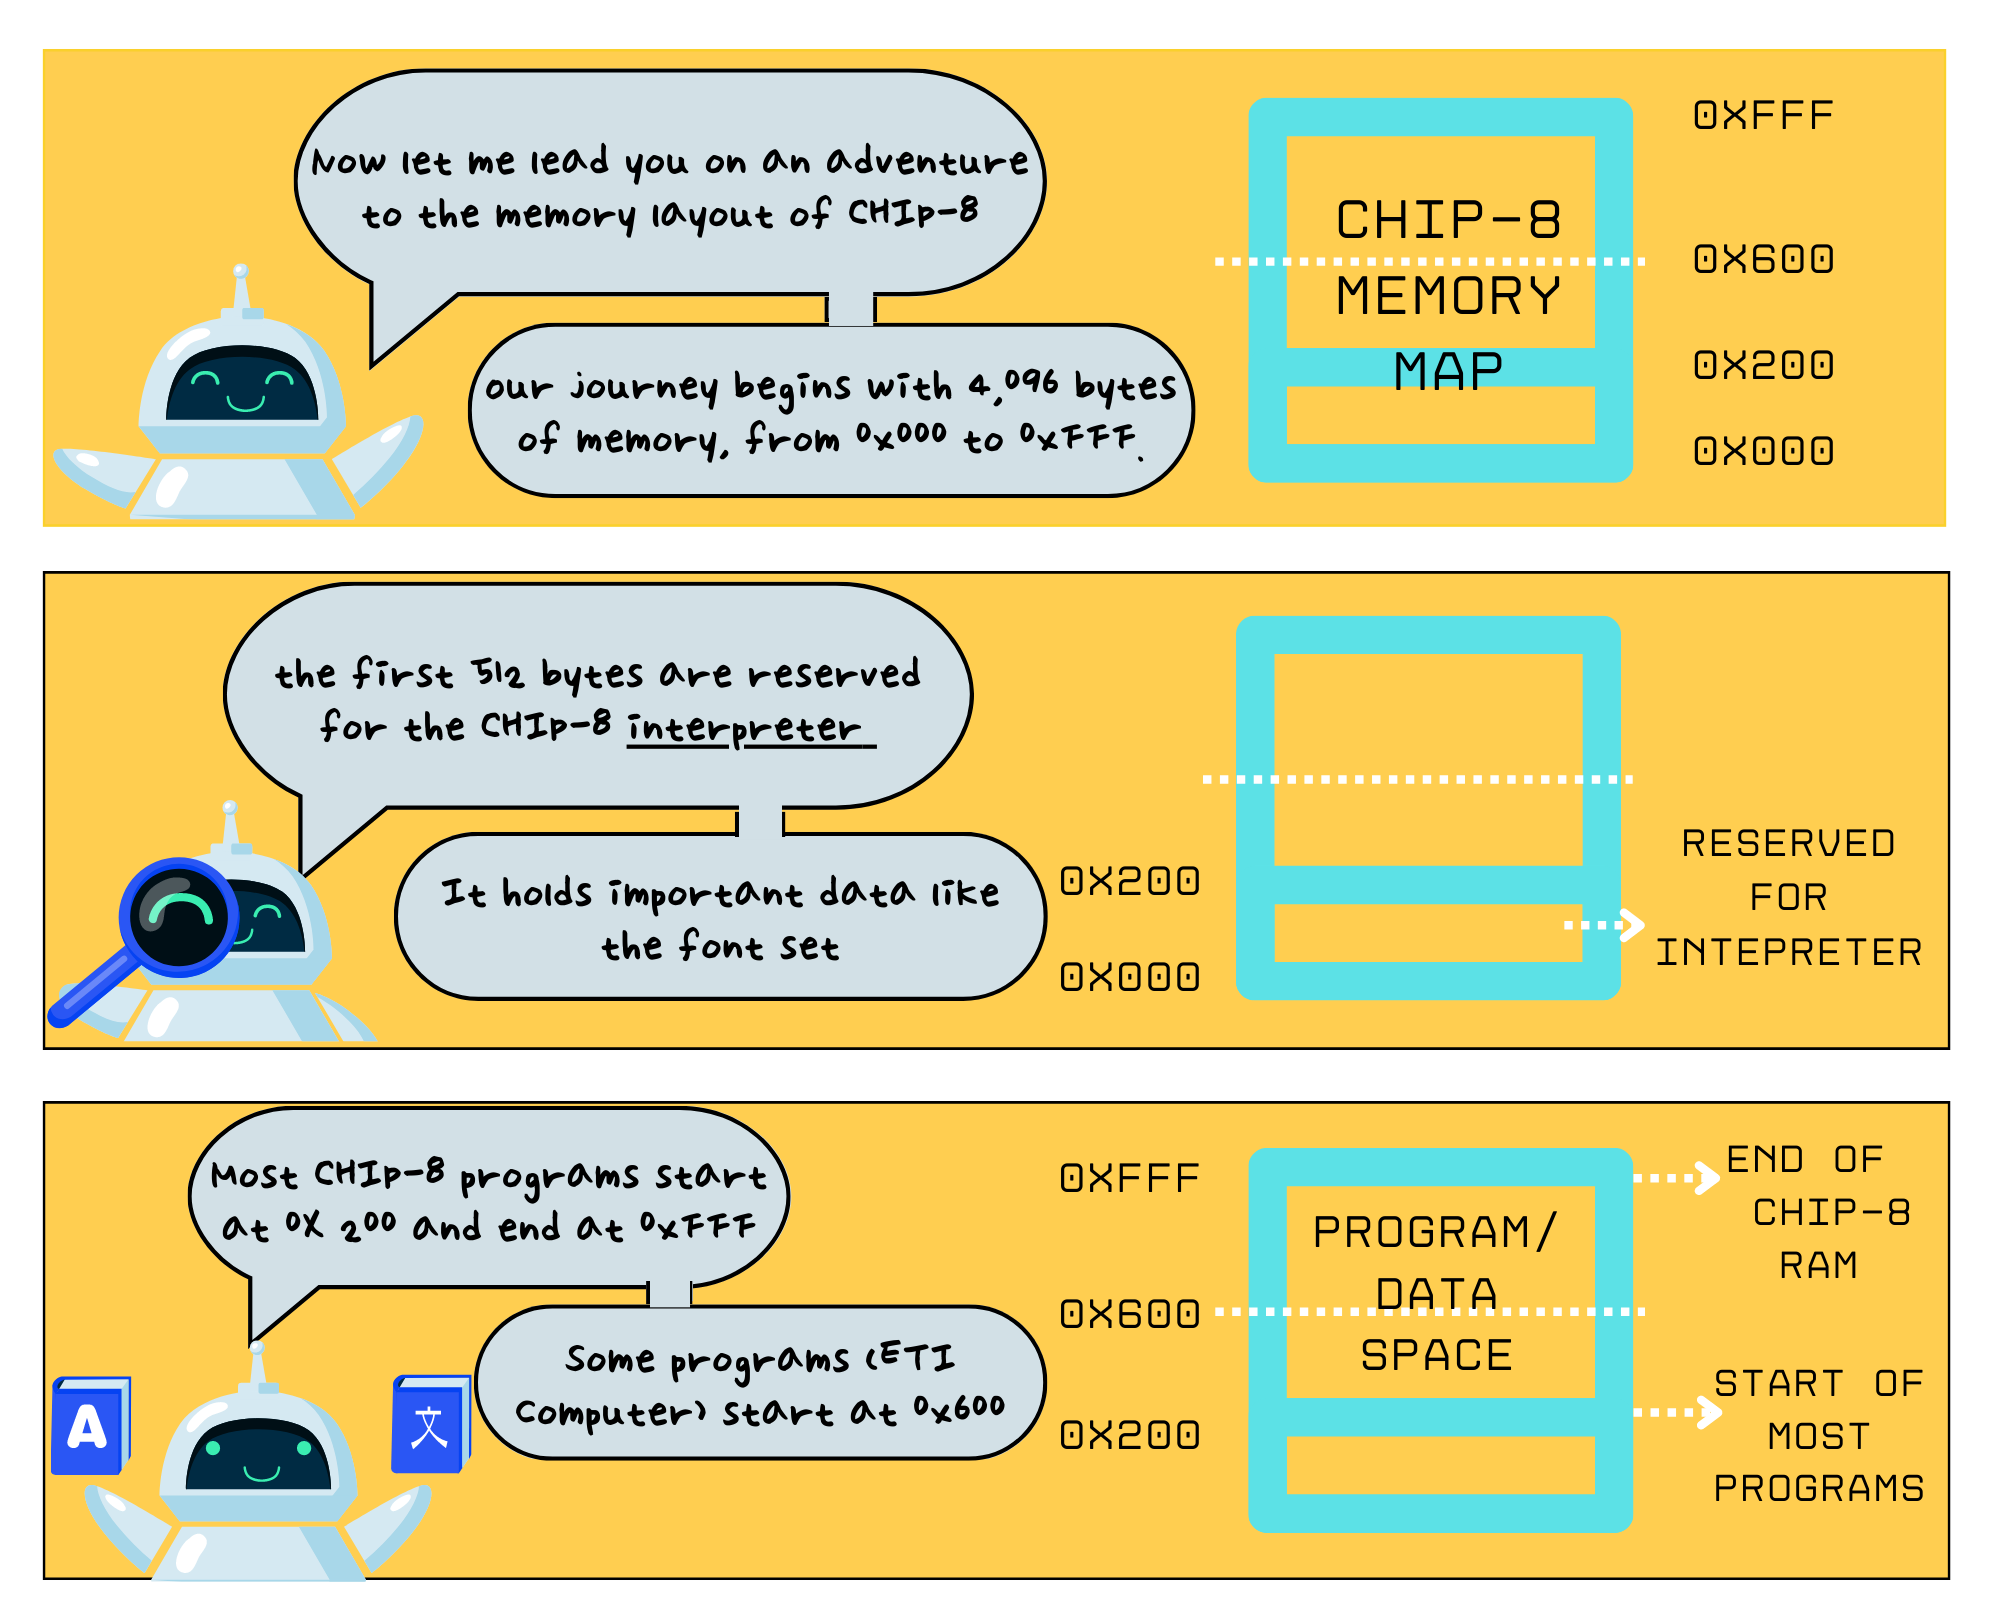 Now let me lead you on an adventure
to the memory layout of CHIP-8
our journey begins with 4,096 bytes
of memory, from 0x000 to 0xFFF.
CHIP-8
MEMORY
MAP
0XFFF
0X600
0X200
0X000
the first 512 bytes are reserved
for the CHIP-8 interpreter
It holds important data like
the font set
0X200
0X000
RESERVED
FOR
INTEPRETER
Most CHIP-8 programs start
at 0X 200 and end at 0xFFF
Some programs (ETI
Computer) start at 0x600
A
文
0XFFF
0X600
0X200
PROGRAM/
DATA
SPACE
END OF
CHIP-8
RAM
START OF
MOST
PROGRAMS